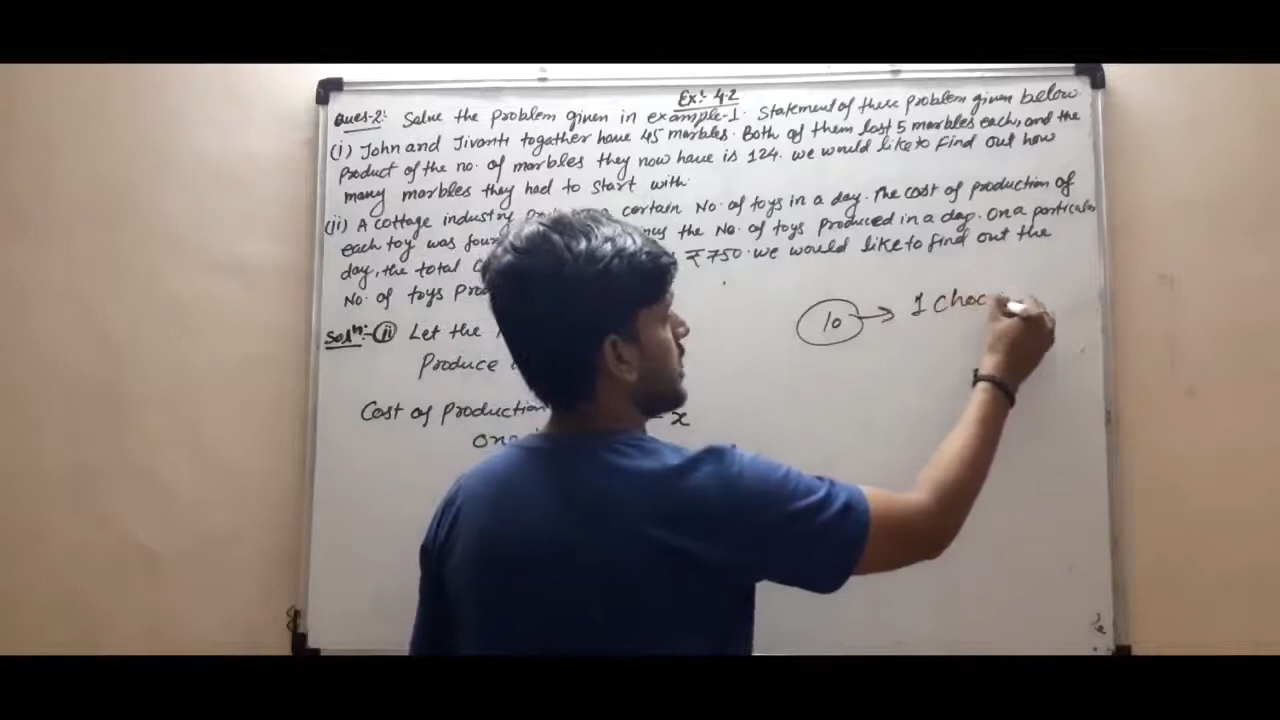 Ex:- 4.2
Ques-2: Solve the problem given in example-1. Statement of these problem given below
(i) John and Jivanti togather have 45 marbles. Both of them lost 5 marbles each, and the
product of the no. of marbles they now have is 124. we would like to find out how
many marbles they had to start with.
(ii) A cottage industry certain No. of toys in a day. The cost of production of
each toy was the No. of toys produced in a day. On a particular
day, the total ₹750. we would like to find out the
No. of toys
Solⁿ:- (ii) Let the
Produce
Cost of production x
10 → 1 Choc